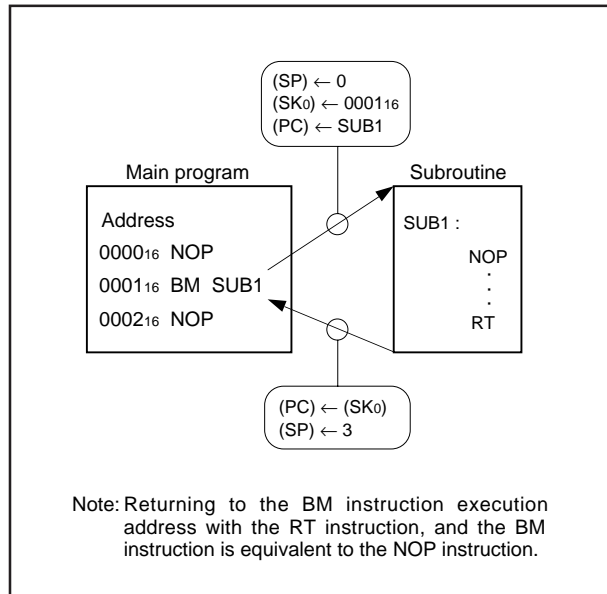 (SP) ← 0
(SK₀) ← 0001₁₆
(PC) ← SUB1
Main program
Subroutine
Address
0000₁₆ NOP
0001₁₆ BM SUB1
0002₁₆ NOP
SUB1 :
NOP
·
·
·
RT
(PC) ← (SK₀)
(SP) ← 3
Note: Returning to the BM instruction execution
address with the RT instruction, and the BM
instruction is equivalent to the NOP instruction.